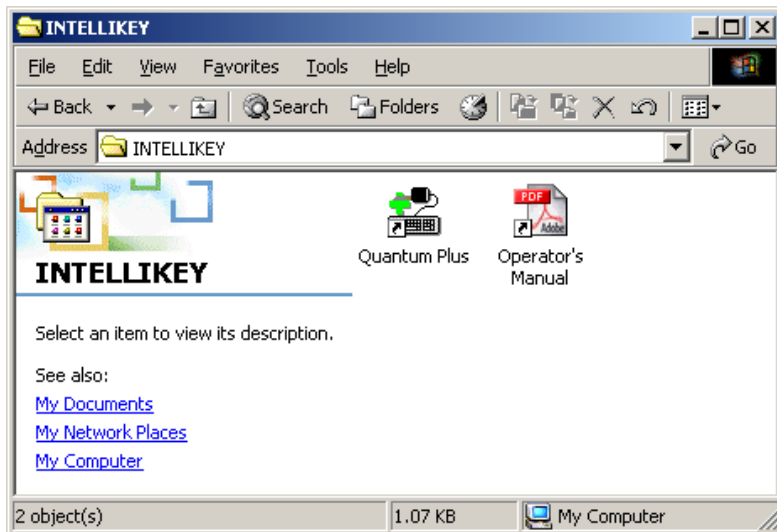 INTELLIKEY
File Edit View Favorites Tools Help
Back Search Folders
Address INTELLIKEY Go
PDF
Adobe
Quantum Plus
Operator's
Manual
INTELLIKEY
Select an item to view its description.
See also:
My Documents
My Network Places
My Computer
2 object(s) 1.07 KB My Computer